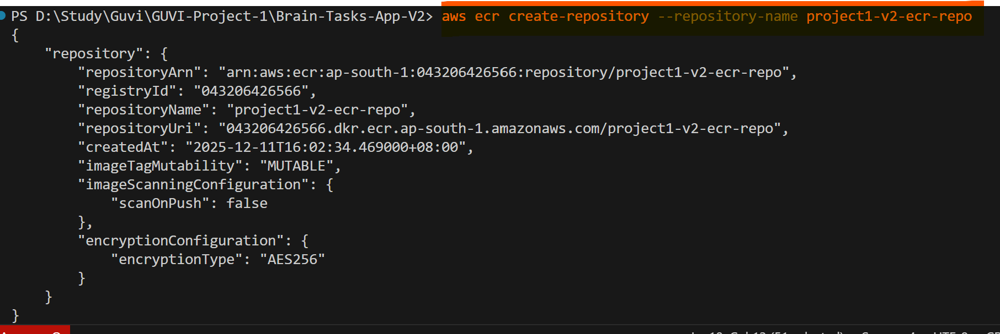 PS D:\Study\Guvi\GUVI-Project-1\Brain-Tasks-App-V2> aws ecr create-repository --repository-name project1-v2-ecr-repo
{
    "repository": {
        "repositoryArn": "arn:aws:ecr:ap-south-1:043206426566:repository/project1-v2-ecr-repo",
        "registryId": "043206426566",
        "repositoryName": "project1-v2-ecr-repo",
        "repositoryUri": "043206426566.dkr.ecr.ap-south-1.amazonaws.com/project1-v2-ecr-repo",
        "createdAt": "2025-12-11T16:02:34.469000+08:00",
        "imageTagMutability": "MUTABLE",
        "imageScanningConfiguration": {
            "scanOnPush": false
        },
        "encryptionConfiguration": {
            "encryptionType": "AES256"
        }
    }
}